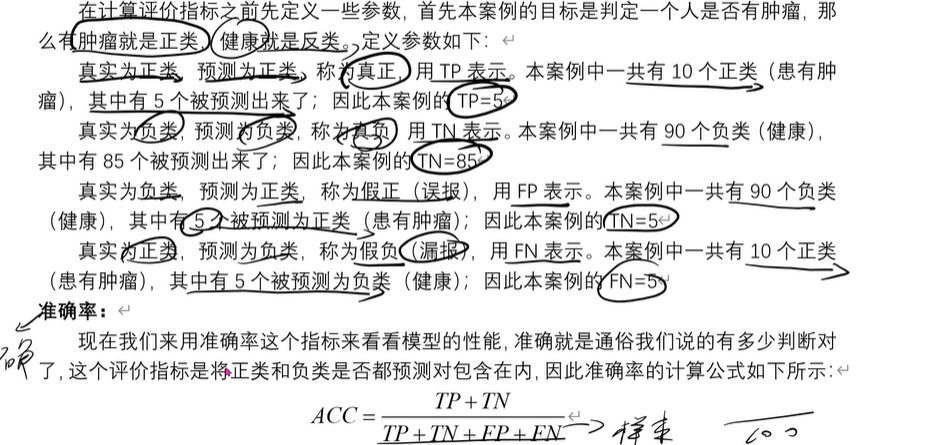 在计算评价指标之前先定义一些参数，首先本案例的目标是判定一个人是否有肿瘤，那
么有肿瘤就是正类，健康就是反类。定义参数如下：
真实为正类，预测为正类，称为真正，用 TP 表示。本案例中一共有 10 个正类（患有肿
瘤），其中有 5 个被预测出来了；因此本案例的 TP=5
真实为负类，预测为负类，称为真负，用 TN 表示。本案例中一共有 90 个负类（健康），
其中有 85 个被预测出来了；因此本案例的 TN=85
真实为负类，预测为正类，称为假正（误报），用 FP 表示。本案例中一共有 90 个负类
（健康），其中有 5 个被预测为正类（患有肿瘤）；因此本案例的 TN=5
真实为正类，预测为负类，称为假负（漏报），用 FN 表示。本案例中一共有 10 个正类
（患有肿瘤），其中有 5 个被预测为负类（健康）；因此本案例的 FN=5
准确率：
现在我们来用准确率这个指标来看看模型的性能，准确就是通俗我们说的有多少判断对
了，这个评价指标是将正类和负类是否都预测对包含在内，因此准确率的计算公式如下所示：
ACC = (TP + TN) / (TP + TN + FP + FN)
100